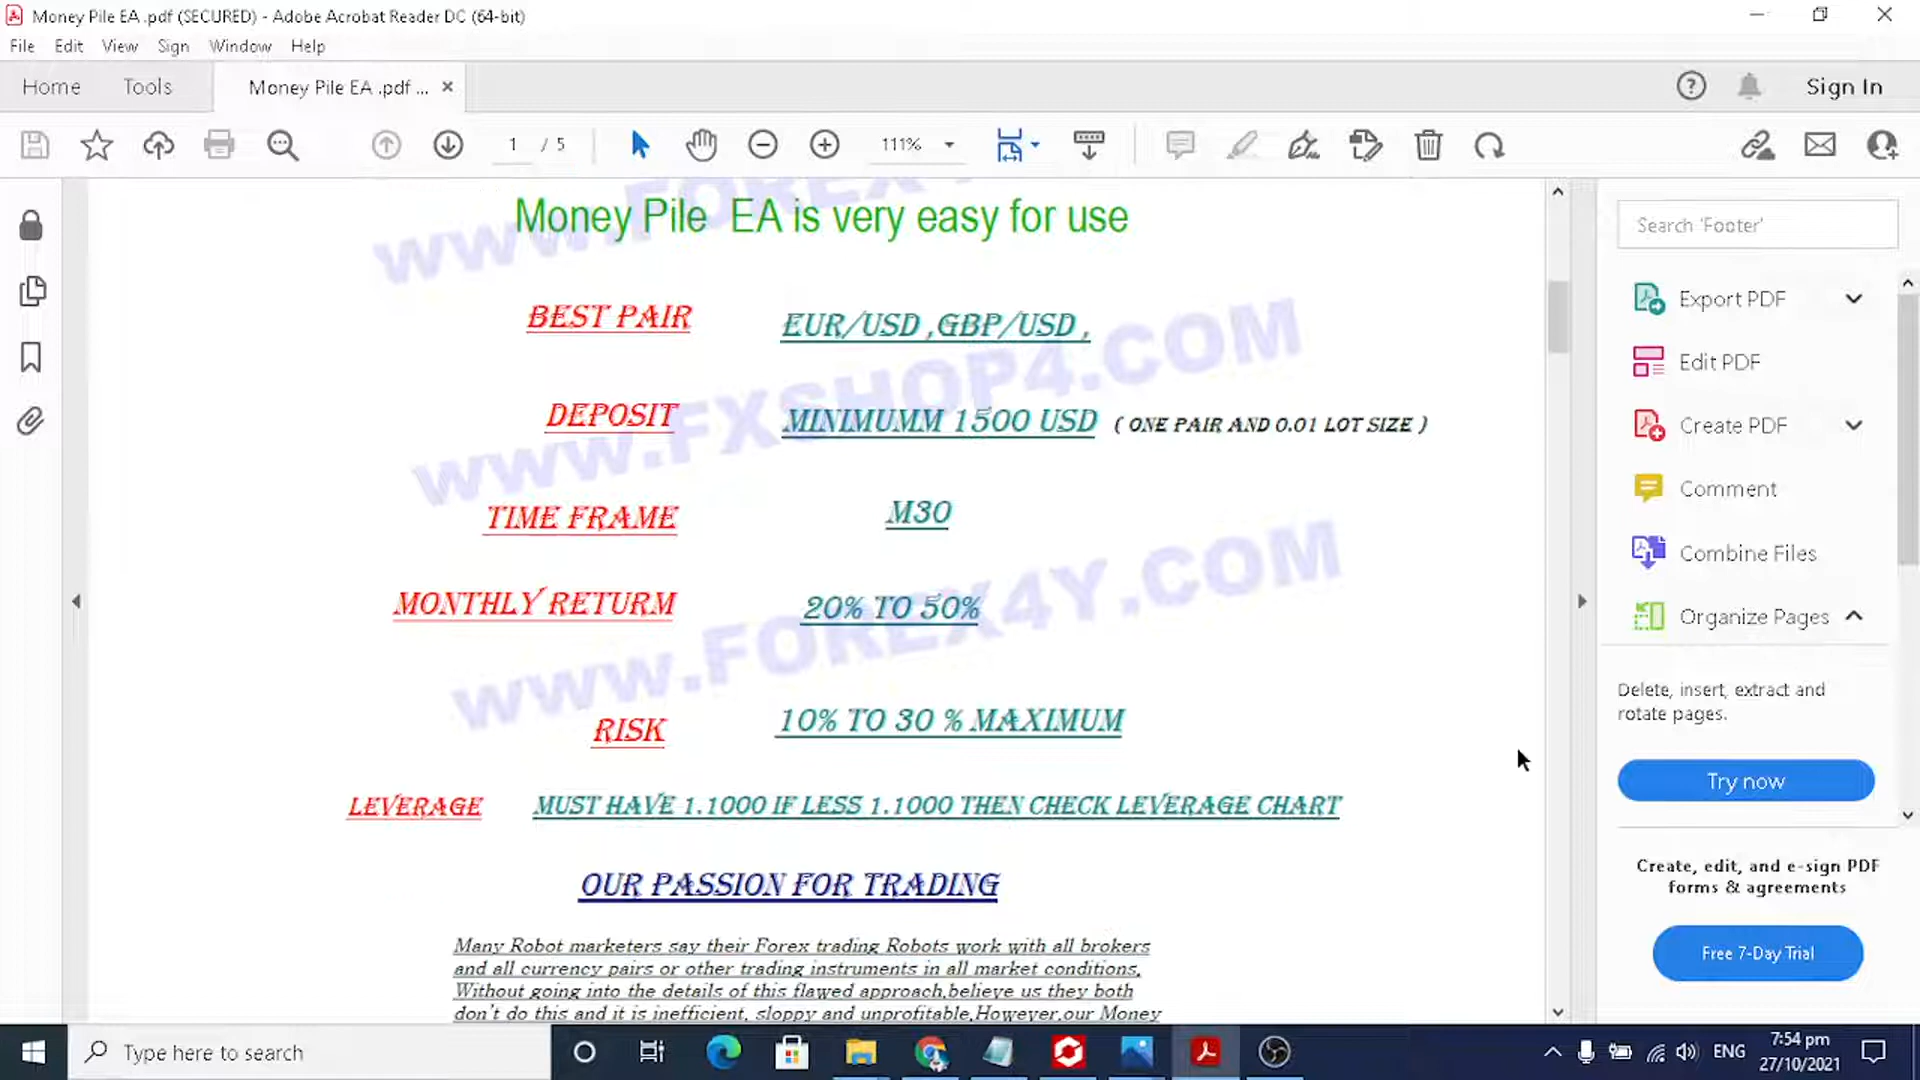 Money Pile EA .pdf (SECURED) - Adobe Acrobat Reader DC (64-bit)
File Edit View Sign Window Help
Home Tools Money Pile EA .pdf ... × Sign In
1 / 5 111%
www.FOREX4Y
Money Pile EA is very easy for use
Search 'Footer'
BEST PAIR EUR/USD ,GBP/USD ,
Export PDF
Edit PDF
www.FXSHOP4.COM
DEPOSIT MINIMUMM 1500 USD ( ONE PAIR AND 0.01 LOT SIZE )
Create PDF
Comment
TIME FRAME M30
Combine Files
MONTHLY RETURM 20% TO 50%
Organize Pages
www.FOREX4Y.COM
Delete, insert, extract and
rotate pages.
RISK 10% TO 30 % MAXIMUM
Try now
LEVERAGE MUST HAVE 1.1000 IF LESS 1.1000 THEN CHECK LEVERAGE CHART
Create, edit, and e-sign PDF
forms & agreements
OUR PASSION FOR TRADING
Free 7-Day Trial
Many Robot marketers say their Forex trading Robots work with all brokers
and all currency pairs or other trading instruments in all market conditions,
Without going into the details of this flawed approach,believe us they both
don't do this and it is inefficient, sloppy and unprofitable,However,our Money
Type here to search
ENG
7:54 pm
27/10/2021